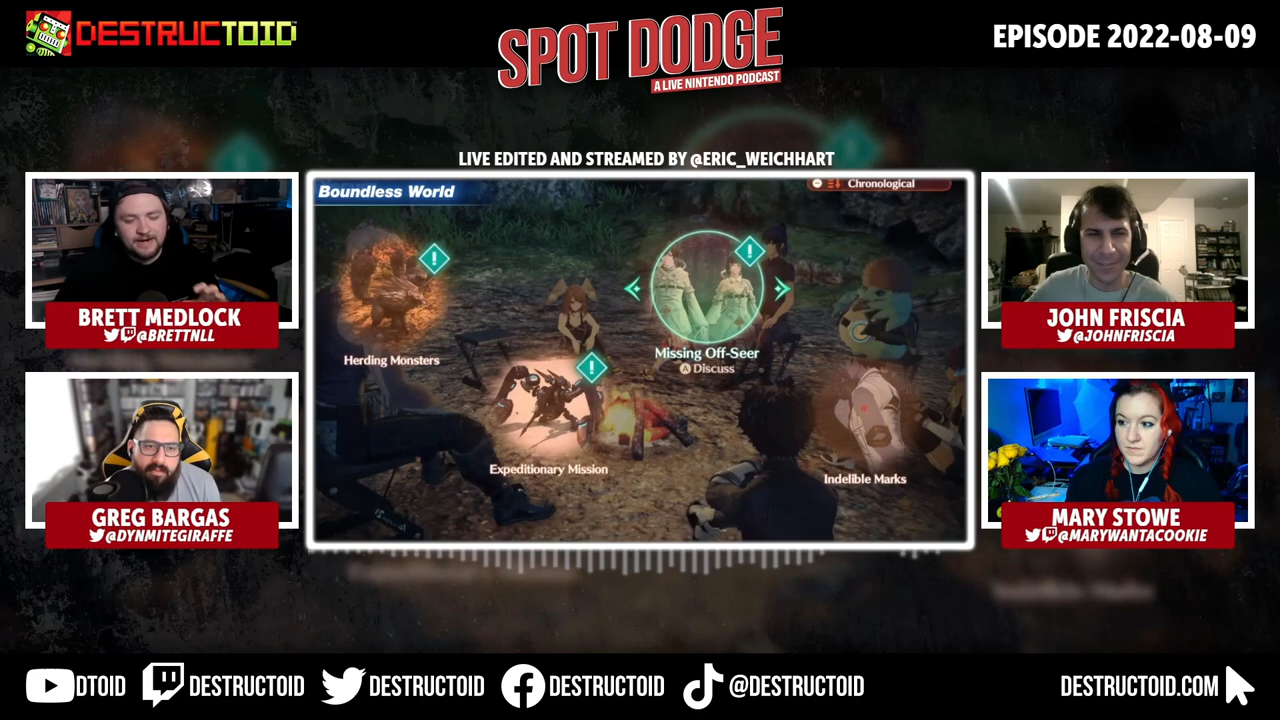 DESTRUCTOID
SPOT DODGE
A LIVE NINTENDO PODCAST
EPISODE 2022-08-09
LIVE EDITED AND STREAMED BY @ERIC_WEICHHART
Boundless World
Chronological
Herding Monsters
Missing Off-Seer
A Discuss
Expeditionary Mission
Indelible Marks
BRETT MEDLOCK
@BRETTNLL
GREG BARGAS
@DYNMITEGIRAFFE
JOHN FRISCIA
@JOHNFRISCIA
MARY STOWE
@MARYWANTACOOKIE
DTOID
DESTRUCTOID
DESTRUCTOID
DESTRUCTOID
@DESTRUCTOID
DESTRUCTOID.COM